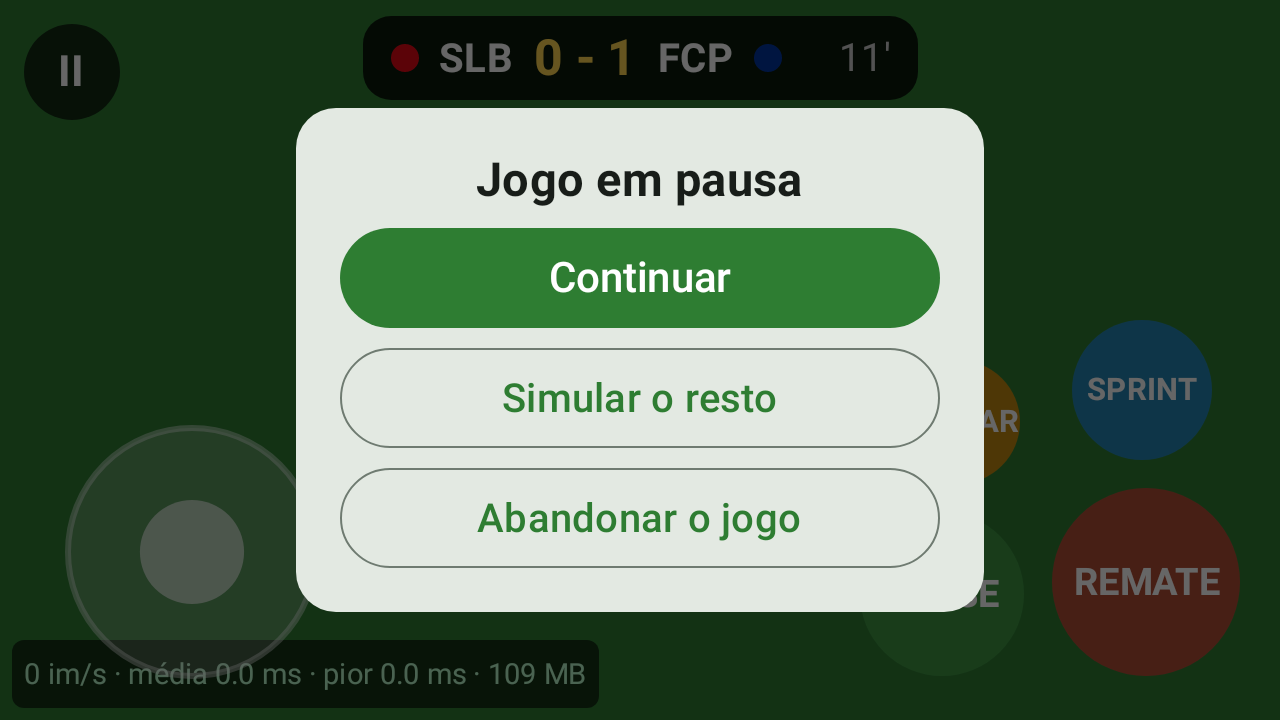 SLB 0 - 1 FCP 11'
Jogo em pausa
Continuar
Simular o resto
Abandonar o jogo
SPRINT
REMATE
0 im/s · média 0.0 ms · pior 0.0 ms · 109 MB